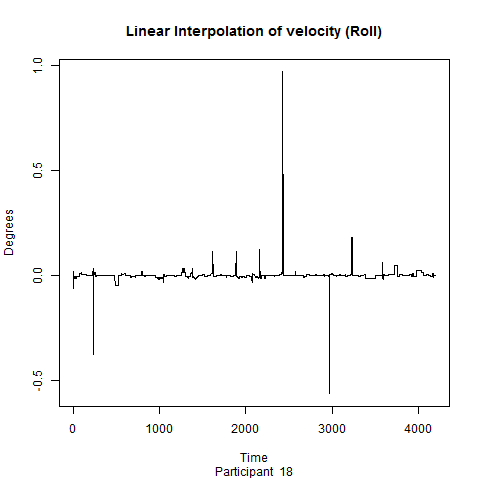 Linear Interpolation of velocity (Roll)
1.0
0.5
0.0
-0.5
Degrees
0 1000 2000 3000 4000
Time
Participant 18